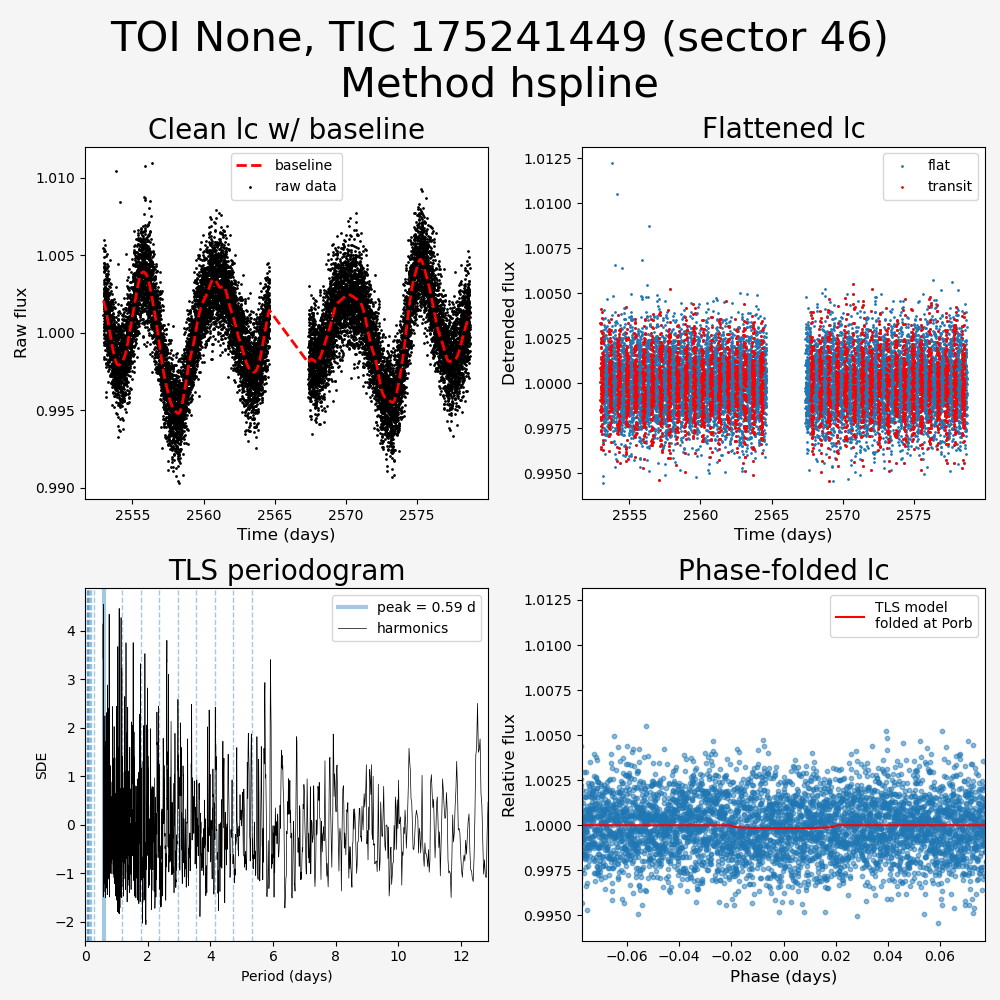 TOI None, TIC 175241449 (sector 46)
Method hspline
Clean lc w/ baseline
baseline
raw data
1.010
1.005
1.000
0.995
0.990
Raw flux
2555 2560 2565 2570 2575
Time (days)
Flattened lc
flat
transit
1.0125
1.0100
1.0075
1.0050
1.0025
1.0000
0.9975
0.9950
Detrended flux
2555 2560 2565 2570 2575
Time (days)
TLS periodogram
peak = 0.59 d
harmonics
4
3
2
1
0
−1
−2
SDE
0 2 4 6 8 10 12
Period (days)
Phase-folded lc
TLS model
folded at Porb
1.0125
1.0100
1.0075
1.0050
1.0025
1.0000
0.9975
0.9950
Relative flux
−0.06 −0.04 −0.02 0.00 0.02 0.04 0.06
Phase (days)